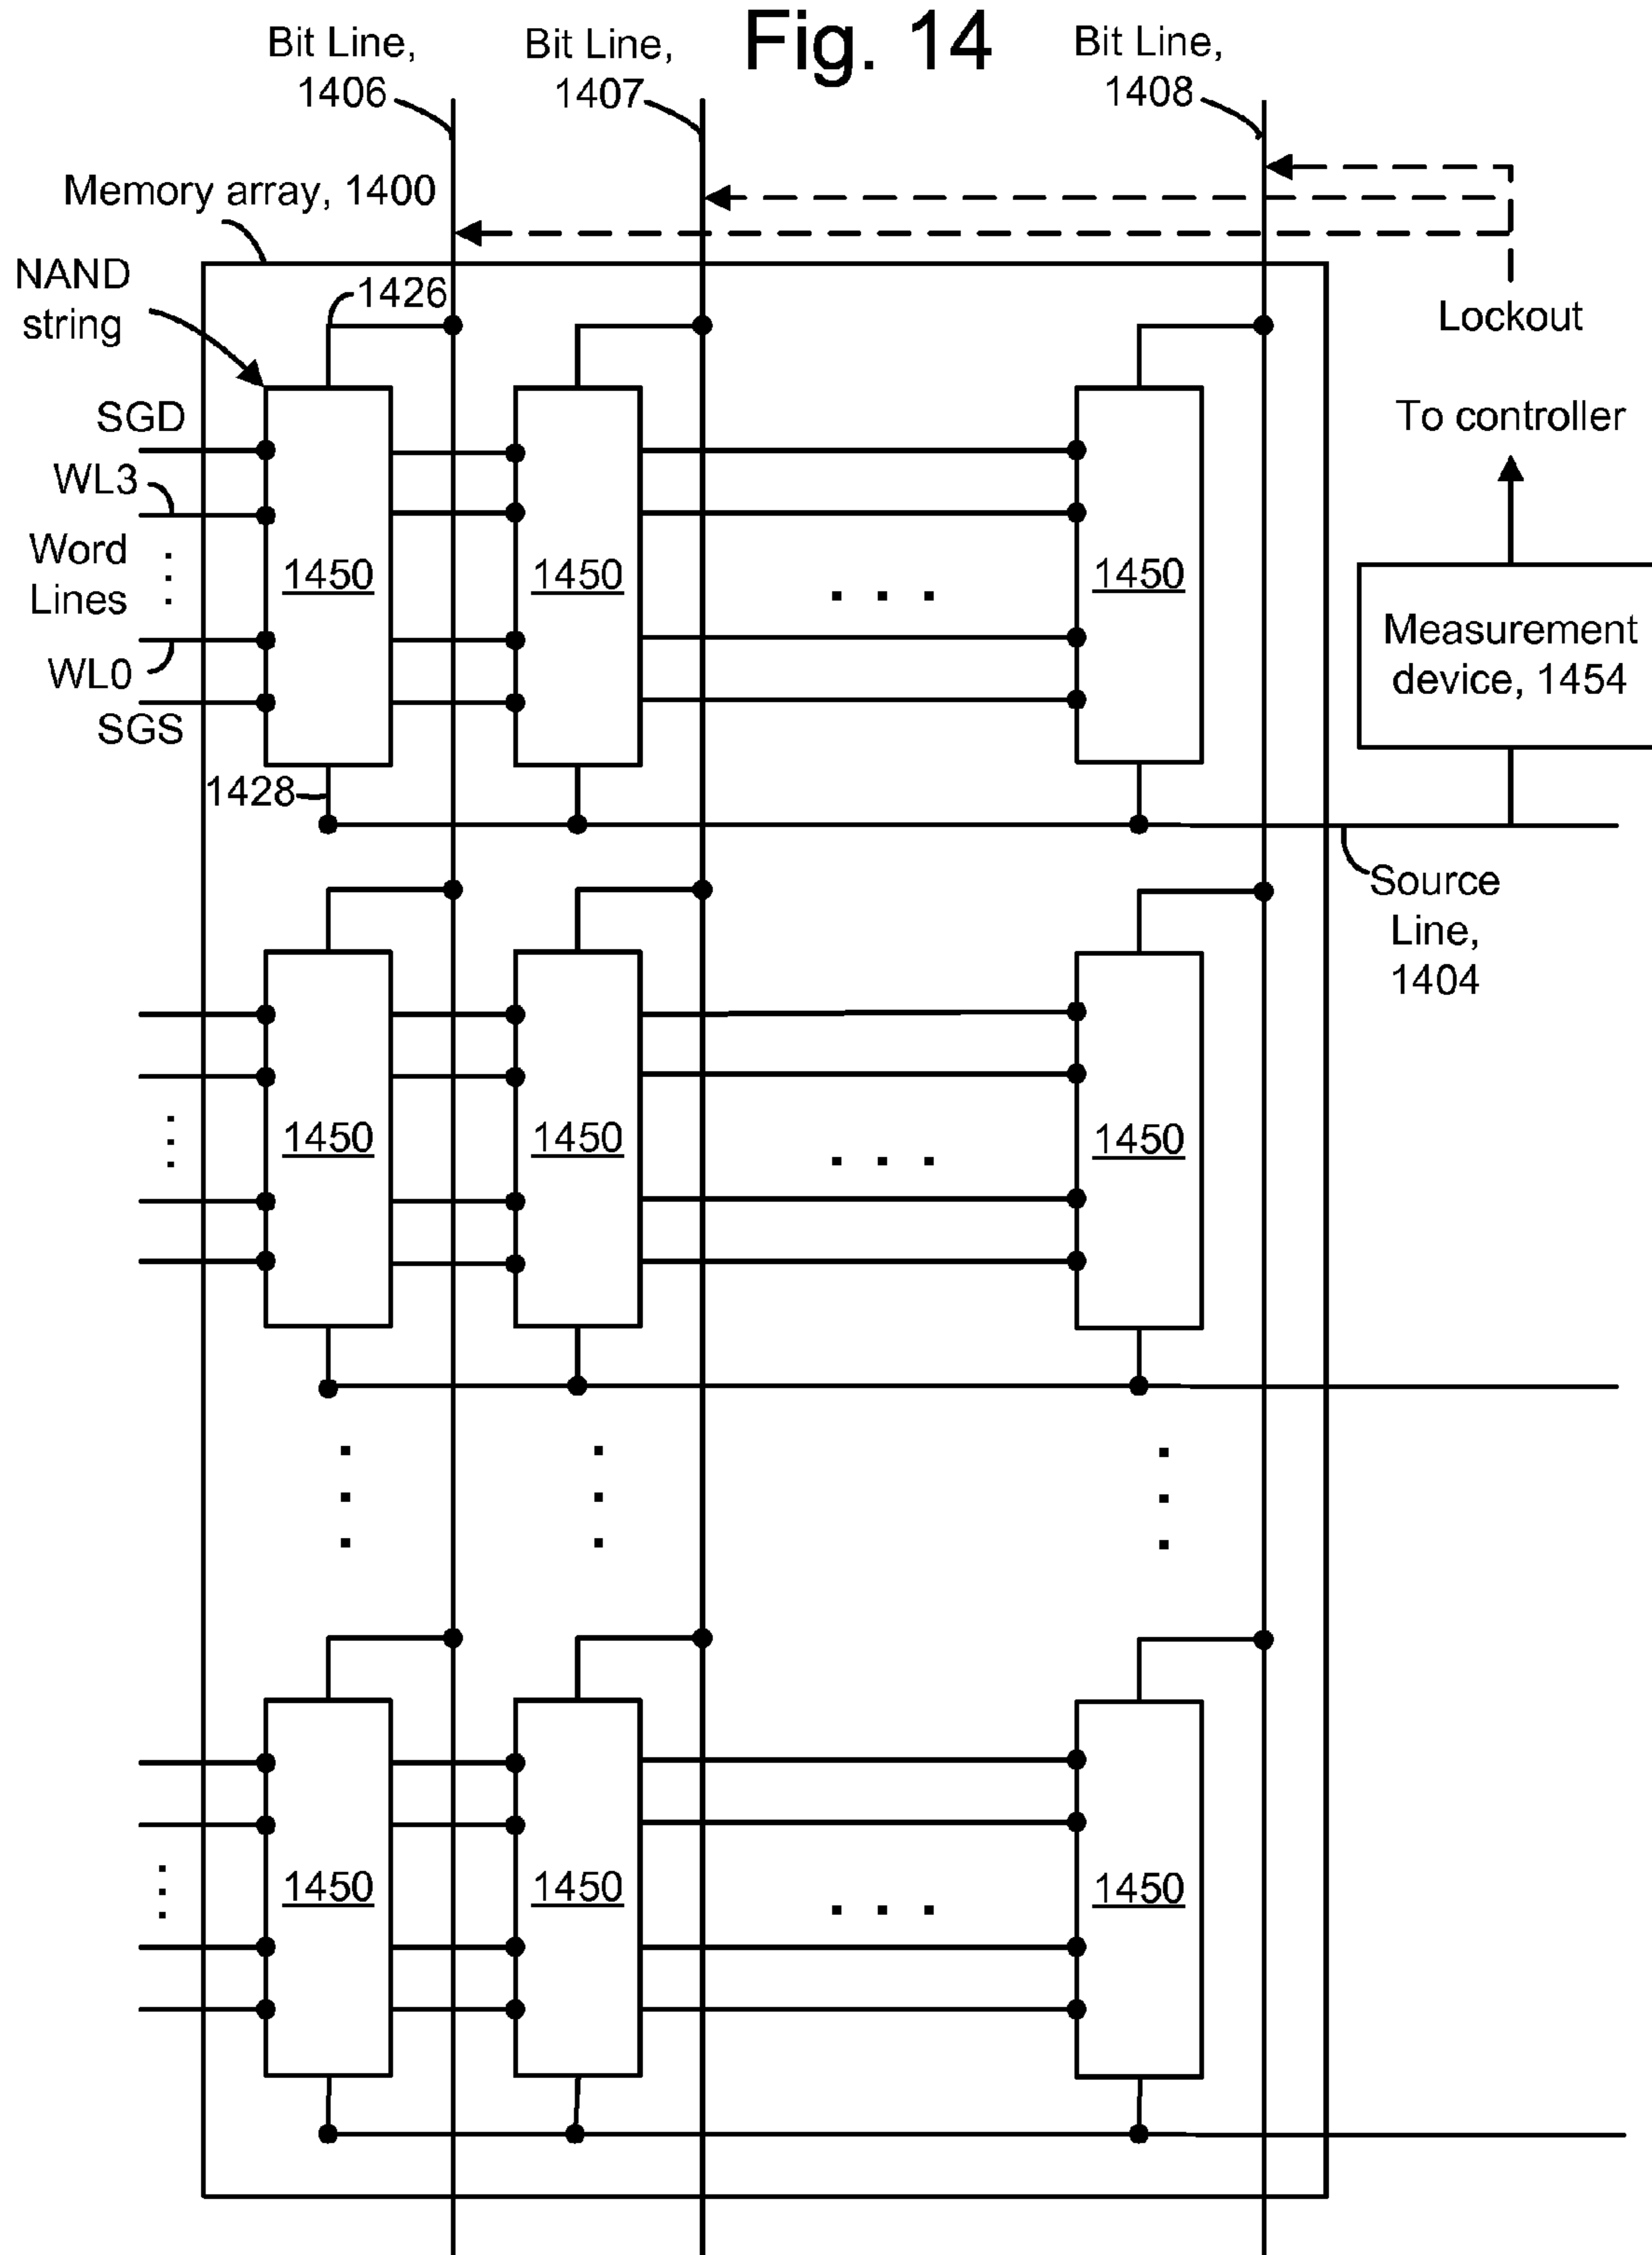 Fig. 14
Bit Line,
1406
Bit Line,
1407
Bit Line,
1408
Memory array, 1400
NAND
string
1426
Lockout
SGD
To controller
WL3
Word
Lines
1450
1450
. . .
1450
Measurement
device, 1454
WL0
SGS
1428
Source
Line,
1404
1450
1450
. . .
1450
1450
1450
. . .
1450